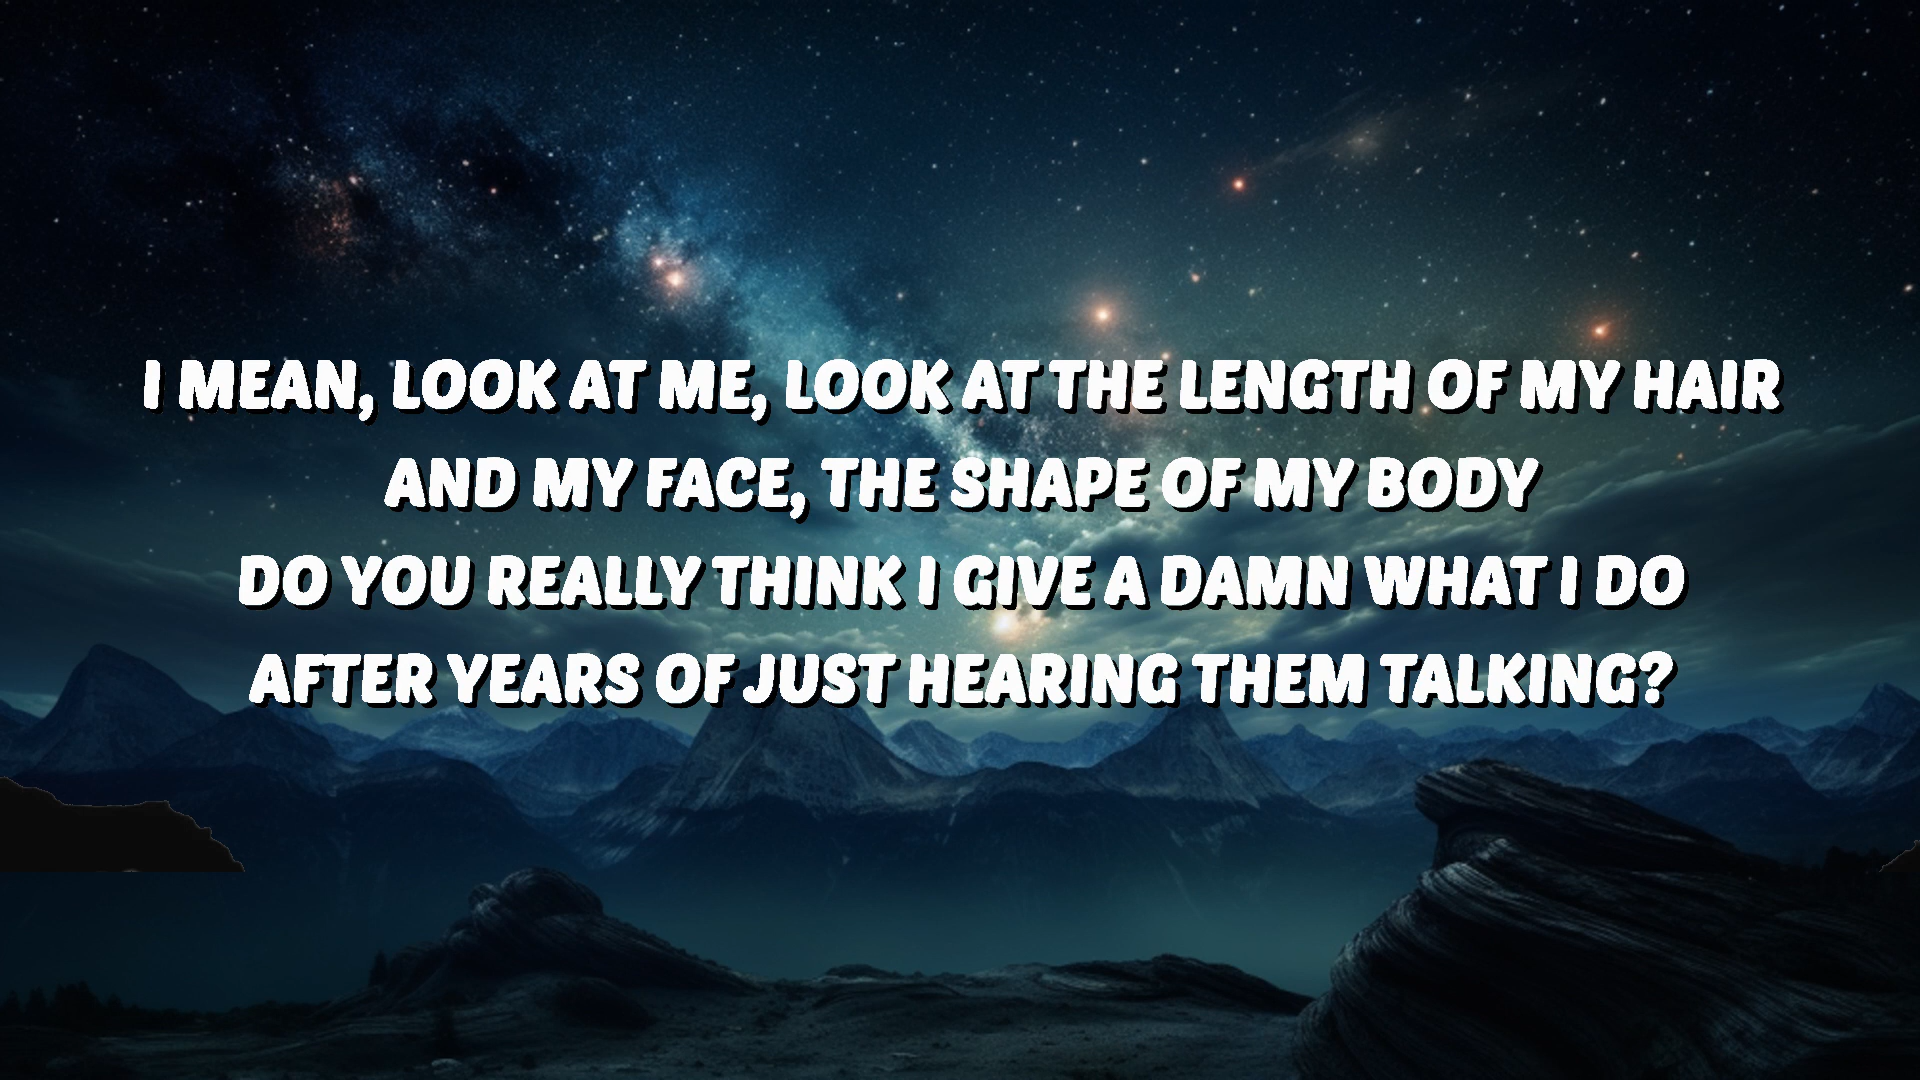 I MEAN, LOOK AT ME, LOOK AT THE LENGTH OF MY HAIR
AND MY FACE, THE SHAPE OF MY BODY
DO YOU REALLY THINK I GIVE A DAMN WHAT I DO
AFTER YEARS OF JUST HEARING THEM TALKING?